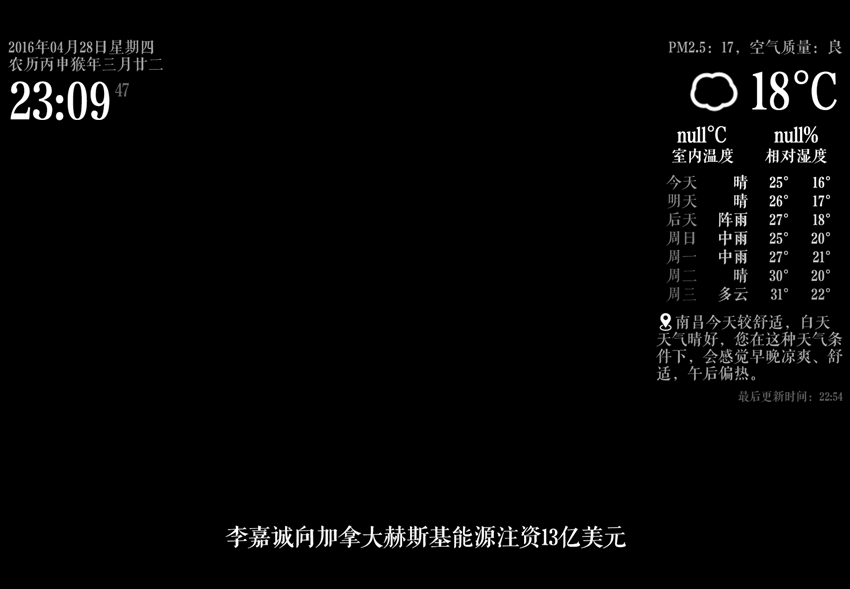 2016年04月28日星期四
农历丙申猴年三月廿二
23:09 47
PM2.5：17，空气质量：良
18°C
null°C null%
室内温度 相对湿度
今天 晴 25° 16°
明天 晴 26° 17°
后天 阵雨 27° 18°
周日 中雨 25° 20°
周一 中雨 27° 21°
周二 晴 30° 20°
周三 多云 31° 22°
南昌今天较舒适，白天
天气晴好，您在这种天气条
件下，会感觉早晚凉爽、舒
适，午后偏热。
最后更新时间：22:54
李嘉诚向加拿大赫斯基能源注资13亿美元